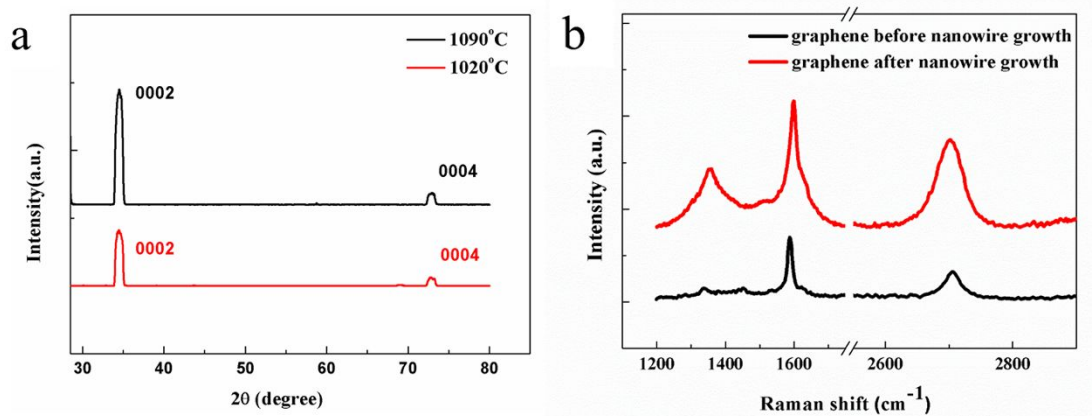 a
1090°C
1020°C
0002
0004
0002
0004
Intensity(a.u.)
30 40 50 60 70 80
2θ (degree)
b
graphene before nanowire growth
graphene after nanowire growth
Intensity (a.u.)
1200 1400 1600 2600 2800
Raman shift (cm-1)